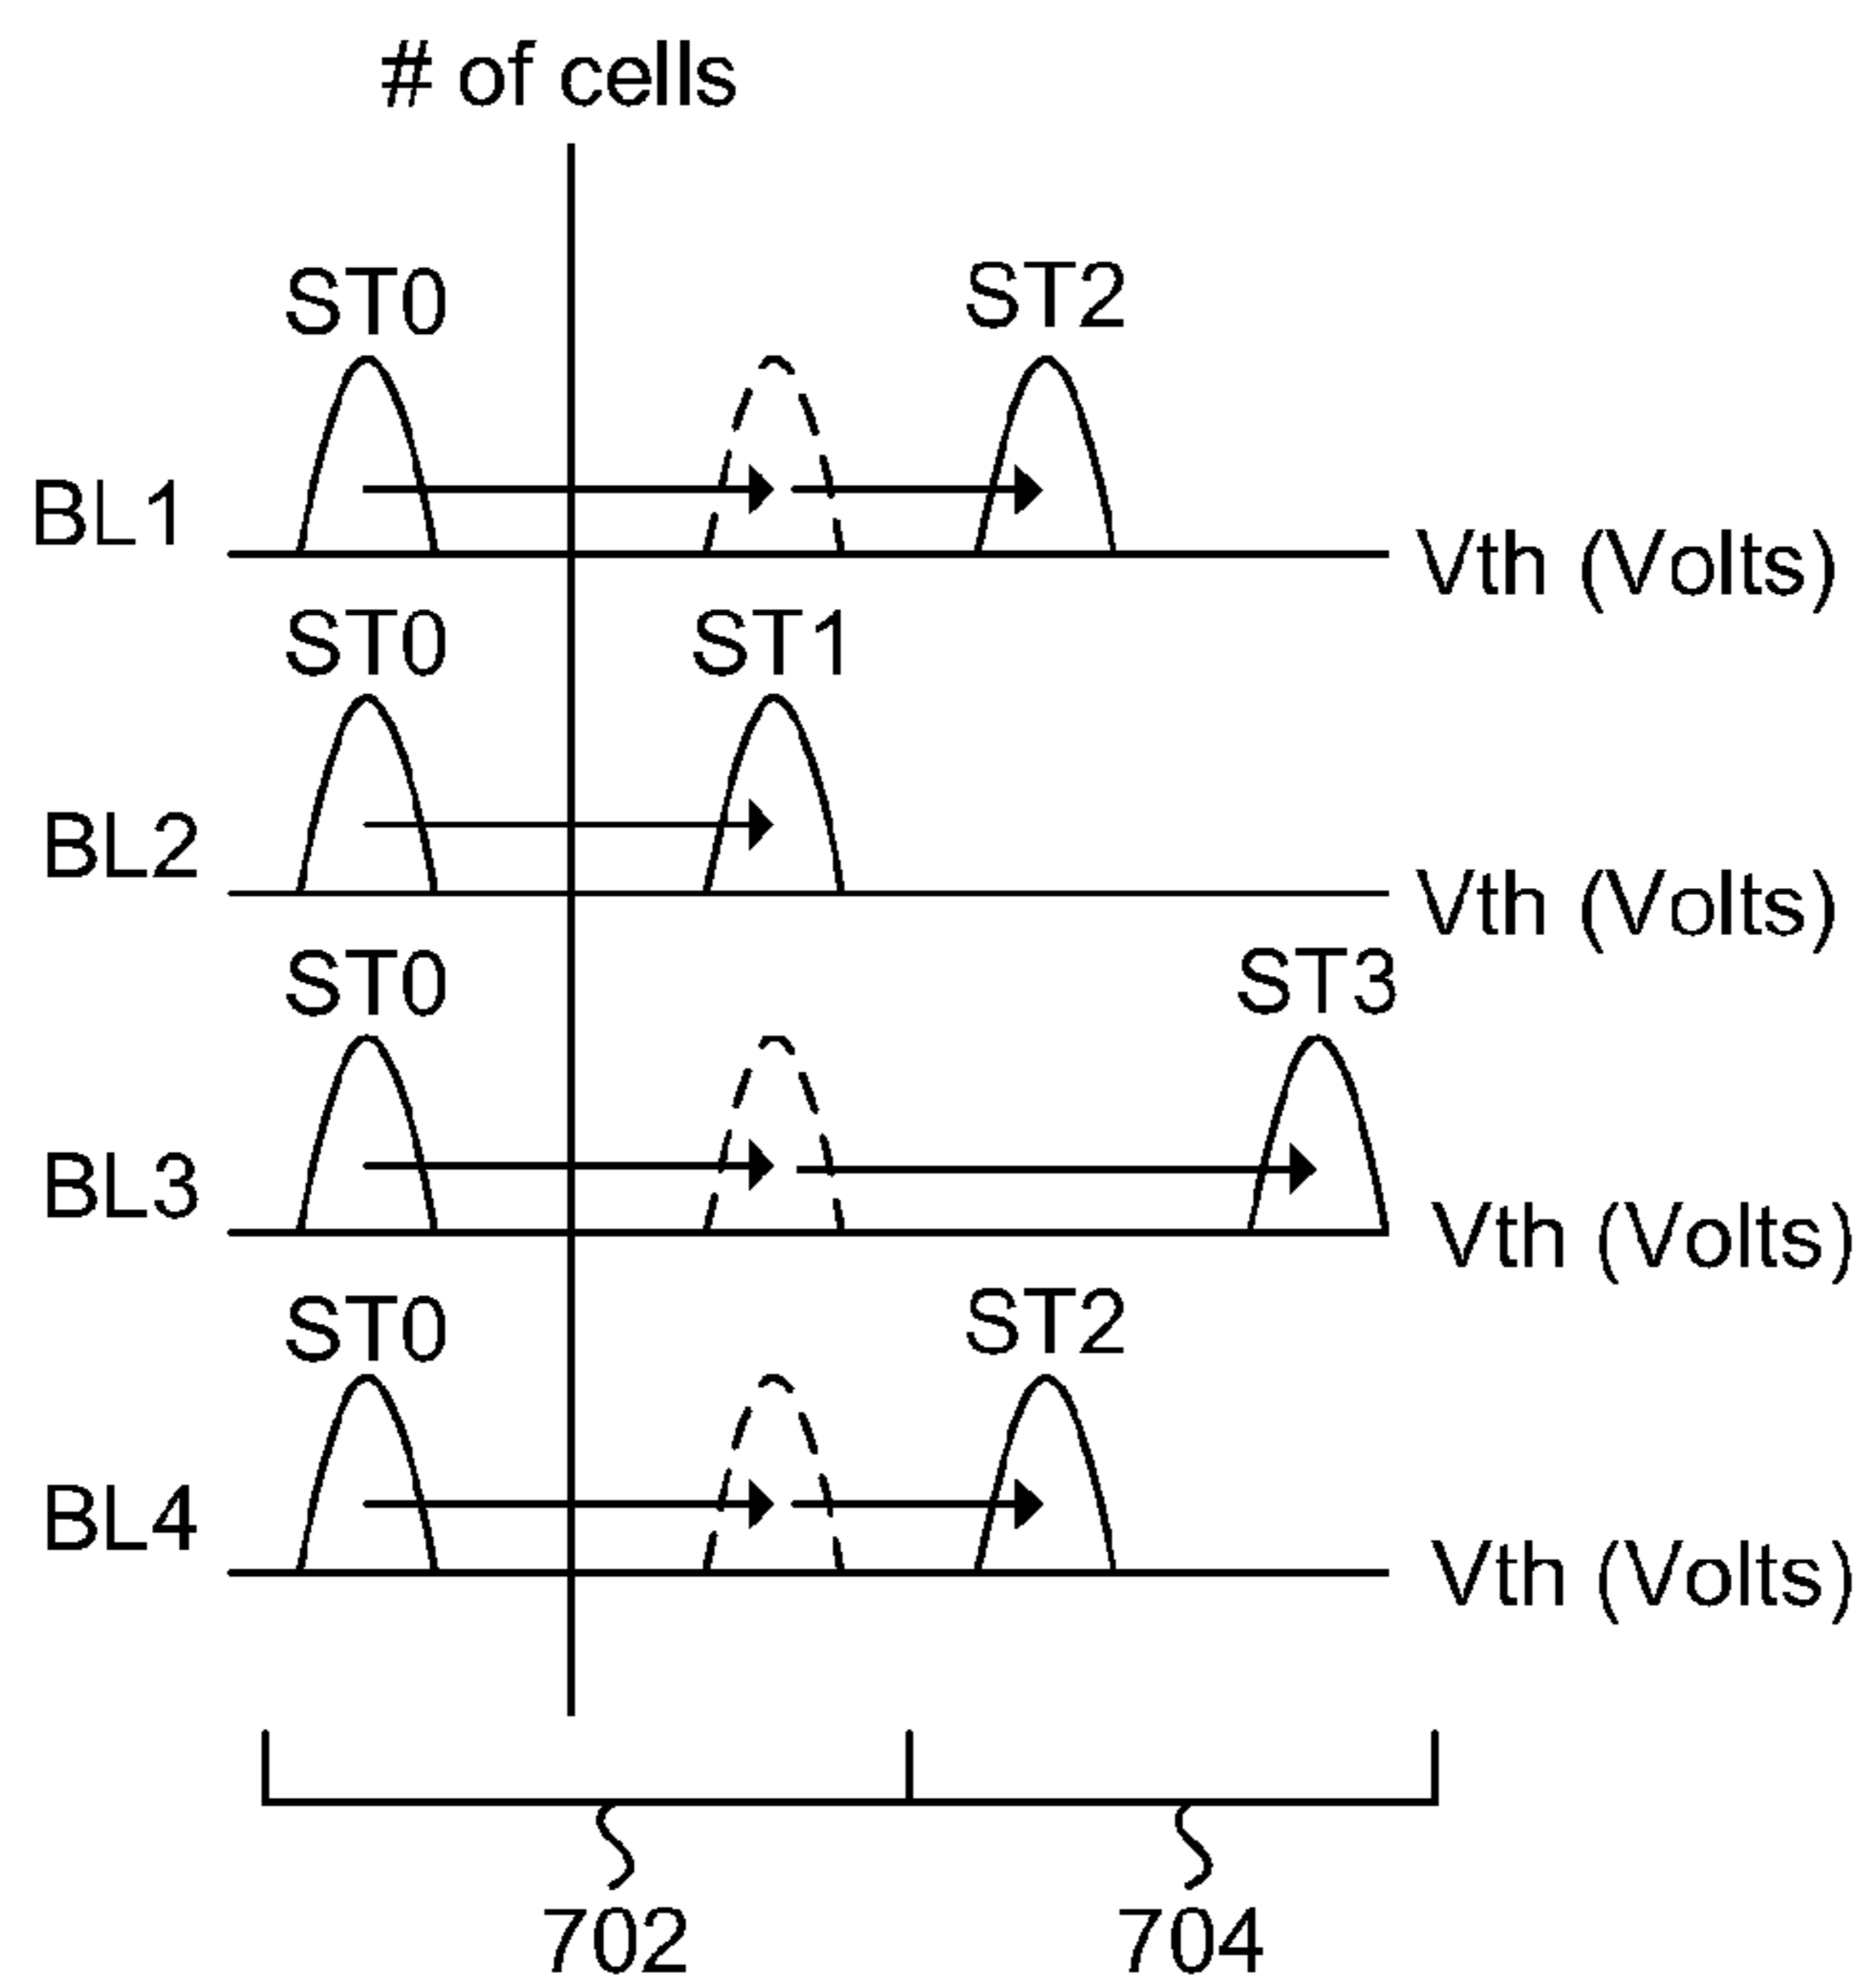 # of cells
ST0 ST2
BL1 Vth (Volts)
ST0 ST1
BL2 Vth (Volts)
ST0 ST3
BL3 Vth (Volts)
ST0 ST2
BL4 Vth (Volts)
702 704